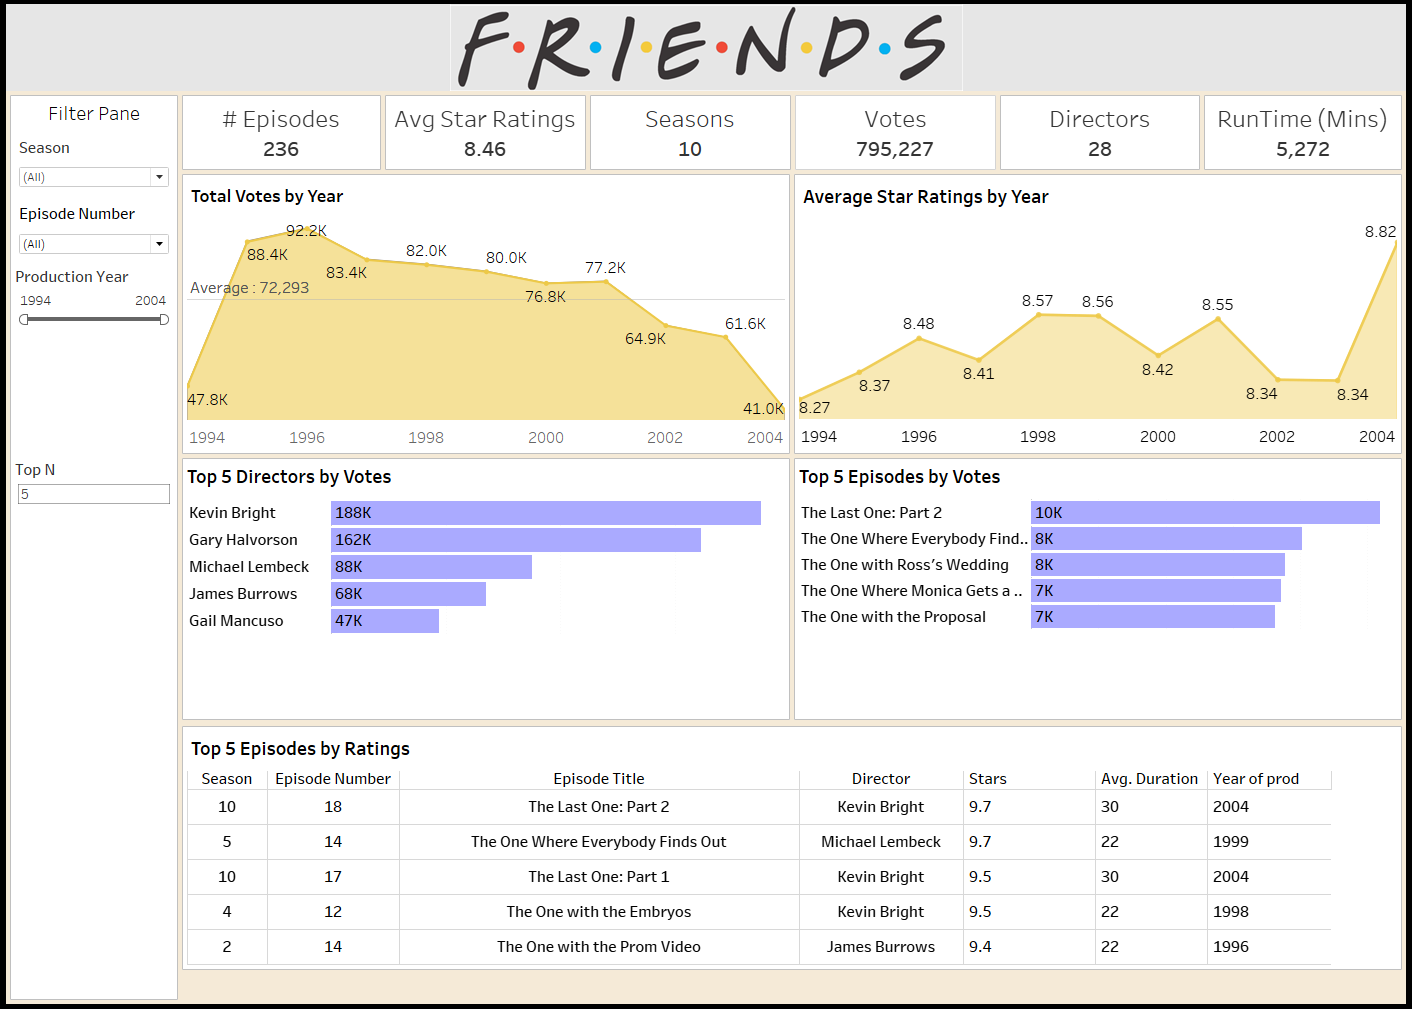 F•R•I•E•N•D•S
Filter Pane
Season
(All)
Episode Number
(All)
Production Year
1994 2004
Top N
5
# Episodes
236
Avg Star Ratings
8.46
Seasons
10
Votes
795,227
Directors
28
RunTime (Mins)
5,272
Total Votes by Year
92.2K
88.4K
83.4K
82.0K
80.0K
76.8K
77.2K
Average : 72,293
64.9K
61.6K
47.8K
41.0K
1994 1996 1998 2000 2002 2004
Average Star Ratings by Year
8.27
8.37
8.48
8.41
8.57
8.56
8.42
8.55
8.34
8.34
8.82
1994 1996 1998 2000 2002 2004
Top 5 Directors by Votes
Kevin Bright 188K
Gary Halvorson 162K
Michael Lembeck 88K
James Burrows 68K
Gail Mancuso 47K
Top 5 Episodes by Votes
The Last One: Part 2 10K
The One Where Everybody Find.. 8K
The One with Ross’s Wedding 8K
The One Where Monica Gets a .. 7K
The One with the Proposal 7K
Top 5 Episodes by Ratings
Season Episode Number Episode Title Director Stars Avg. Duration Year of prod
10 18 The Last One: Part 2 Kevin Bright 9.7 30 2004
5 14 The One Where Everybody Finds Out Michael Lembeck 9.7 22 1999
10 17 The Last One: Part 1 Kevin Bright 9.5 30 2004
4 12 The One with the Embryos Kevin Bright 9.5 22 1998
2 14 The One with the Prom Video James Burrows 9.4 22 1996